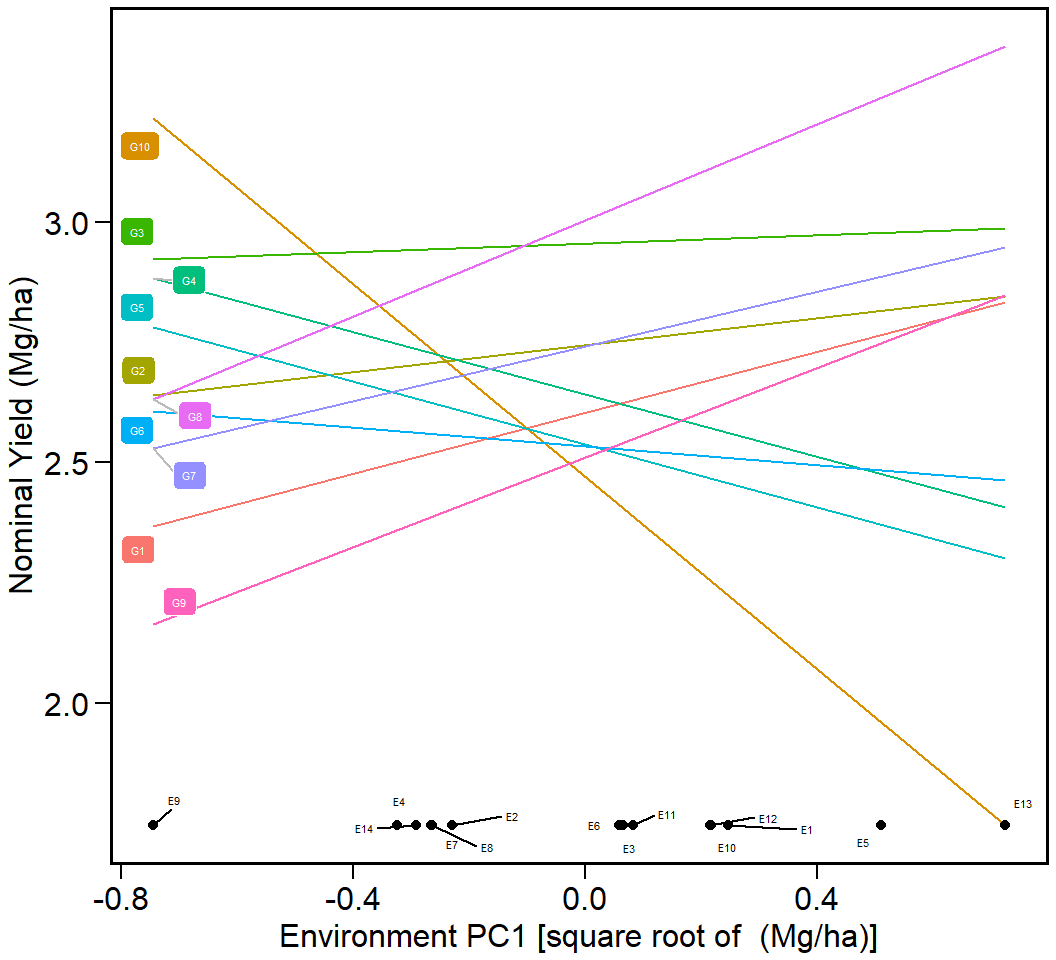 G10
3.0
G3
G4
G5
G2
G8
G6
2.5
G7
G1
G9
2.0
E9
E4
E13
E2
E11
E12
E14
E6
E1
E7
E8
E3
E10
E5
-0.8
-0.4
0.0
0.4
Nominal Yield (Mg/ha)
Environment PC1 [square root of  (Mg/ha)]